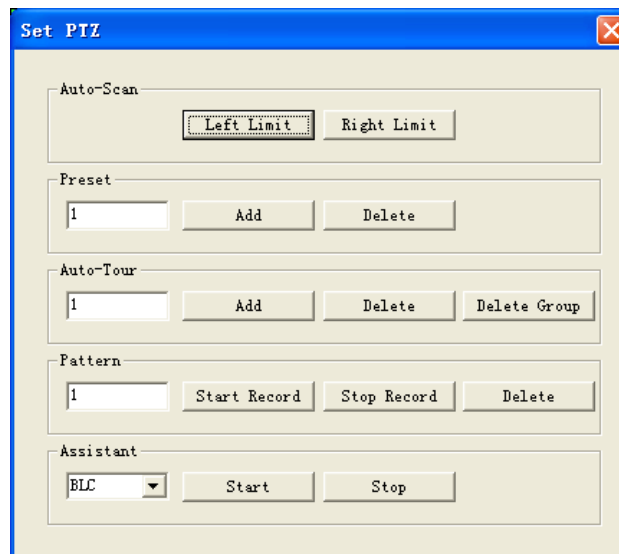 Set PTZ
Auto-Scan
Left Limit Right Limit
Preset
1 Add Delete
Auto-Tour
1 Add Delete Delete Group
Pattern
1 Start Record Stop Record Delete
Assistant
BLC Start Stop